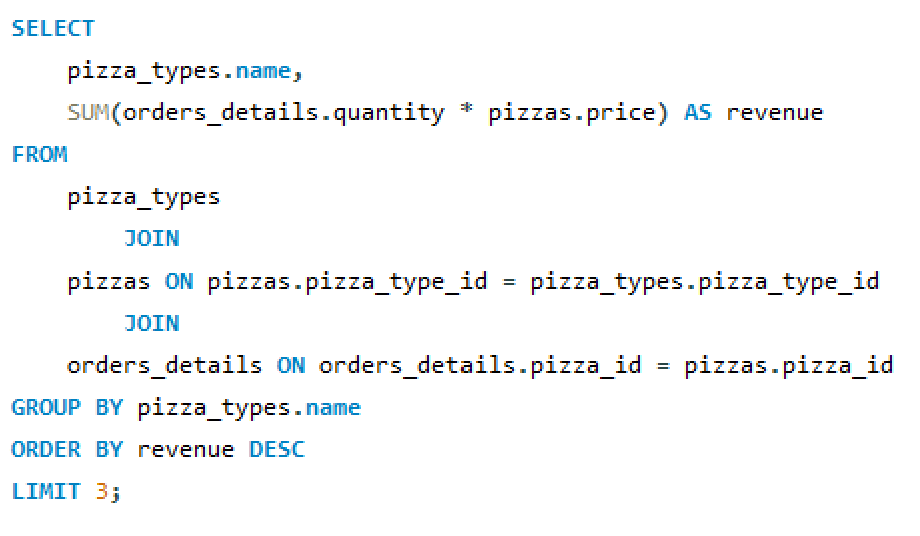 SELECT
    pizza_types.name,
    SUM(orders_details.quantity * pizzas.price) AS revenue
FROM
    pizza_types
        JOIN
    pizzas ON pizzas.pizza_type_id = pizza_types.pizza_type_id
        JOIN
    orders_details ON orders_details.pizza_id = pizzas.pizza_id
GROUP BY pizza_types.name
ORDER BY revenue DESC
LIMIT 3;